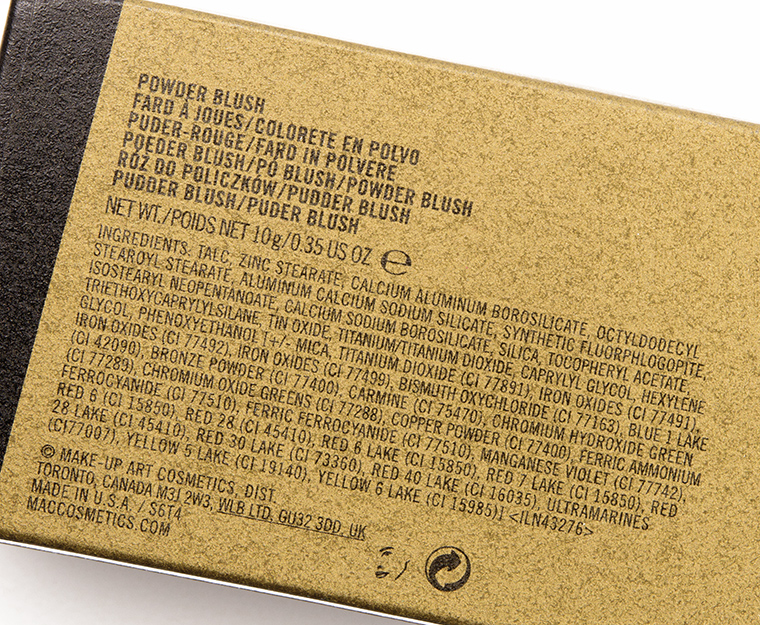 POWDER BLUSH
FARD À JOUES/COLORETE EN POLVO
PUDER-ROUGE/FARD IN POLVERE
POEDER BLUSH/PÓ BLUSH/POWDER BLUSH
RÓŻ DO POLICZKÓW/PUDDER BLUSH
PUDDER BLUSH/PUDER BLUSH
NET WT./POIDS NET 10g/0.35 US OZ ℮
INGREDIENTS: TALC, ZINC STEARATE, CALCIUM ALUMINUM BOROSILICATE, OCTYLDODECYL
STEAROYL STEARATE, ALUMINUM CALCIUM SODIUM SILICATE, SYNTHETIC FLUORPHLOGOPITE,
ISOSTEARYL NEOPENTANOATE, CALCIUM SODIUM BOROSILICATE, SILICA, TOCOPHERYL ACETATE,
TRIETHOXYCAPRYLYLSILANE, TIN OXIDE, TITANIUM/TITANIUM DIOXIDE, CAPRYLYL GLYCOL, HEXYLENE
GLYCOL, PHENOXYETHANOL [+/- MICA, TITANIUM DIOXIDE (CI 77891), IRON OXIDES (CI 77491),
IRON OXIDES (CI 77492), IRON OXIDES (CI 77499), BISMUTH OXYCHLORIDE (CI 77163), BLUE 1 LAKE
(CI 42090), BRONZE POWDER (CI 77400), CARMINE (CI 75470), CHROMIUM HYDROXIDE GREEN
(CI 77289), CHROMIUM OXIDE GREENS (CI 77288), COPPER POWDER (CI 77400), FERRIC AMMONIUM
FERROCYANIDE (CI 77510), FERRIC FERROCYANIDE (CI 77510), MANGANESE VIOLET (CI 77742),
RED 6 (CI 15850), RED 28 (CI 45410), RED 6 LAKE (CI 15850), RED 7 LAKE (CI 15850), RED
28 LAKE (CI 45410), RED 30 LAKE (CI 73360), RED 40 LAKE (CI 16035), ULTRAMARINES
(CI77007), YELLOW 5 LAKE (CI 19140), YELLOW 6 LAKE (CI 15985)] <ILN43276>
© MAKE-UP ART COSMETICS, DIST.
TORONTO, CANADA M3J 2W3, WLB LTD, GU32 3DD, UK
MADE IN U.S.A. / S6T4
MACCOSMETICS.COM